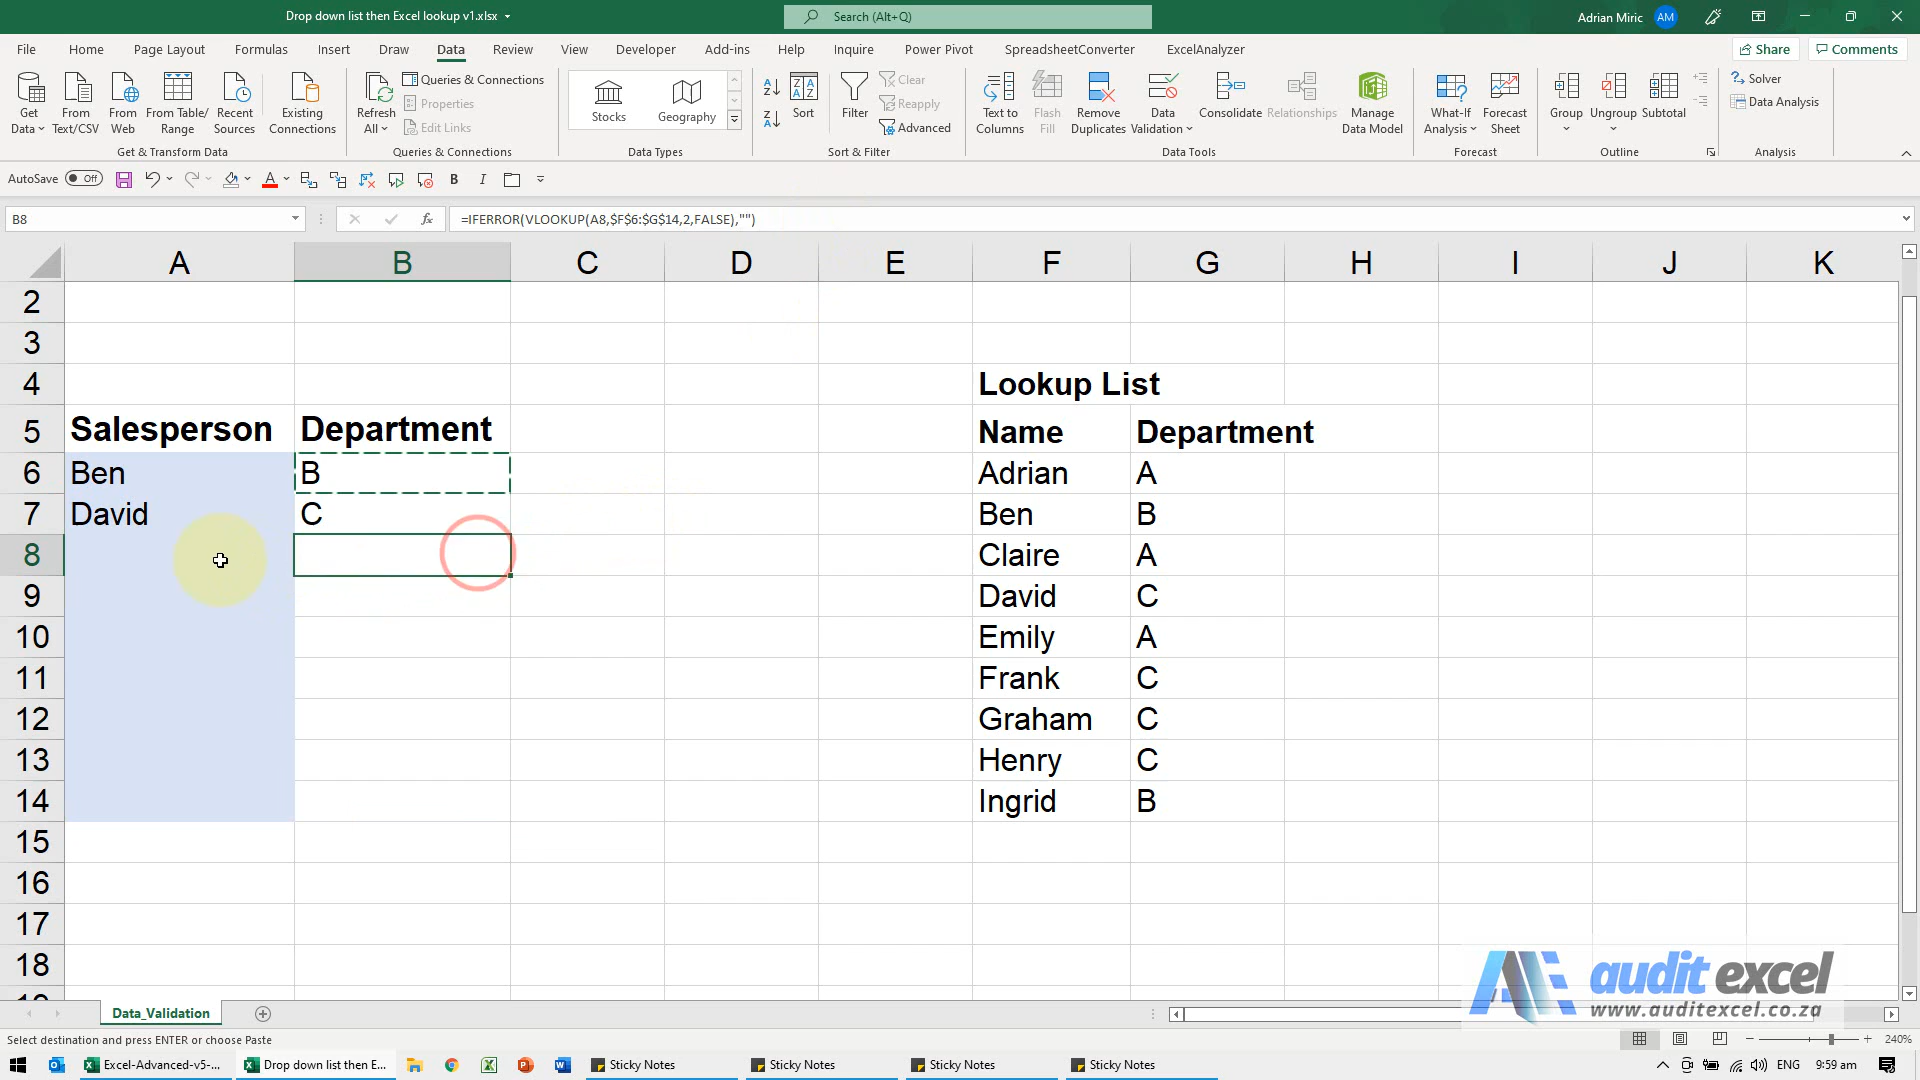 Drop down list then Excel lookup v1.xlsx
Search (Alt+Q)
Adrian Miric AM
File Home Page Layout Formulas Insert Draw Data Review View Developer Add-ins Help Inquire Power Pivot SpreadsheetConverter ExcelAnalyzer Share Comments
Get Data
From Text/CSV
From Web
From Table/ Range
Recent Sources
Existing Connections
Get & Transform Data
Refresh All
Queries & Connections
Properties
Edit Links
Queries & Connections
Stocks
Geography
Data Types
Sort
Filter
Clear
Reapply
Advanced
Sort & Filter
Text to Columns
Flash Fill
Remove Duplicates
Data Validation
Consolidate
Relationships
Manage Data Model
Data Tools
What-If Analysis
Forecast Sheet
Forecast
Group
Ungroup
Subtotal
Outline
Solver
Data Analysis
Analysis
AutoSave Off
B8
=IFERROR(VLOOKUP(A8,$F$6:$G$14,2,FALSE),"")
A B C D E F G H I J K
2
3
4 Lookup List
5 Salesperson Department Name Department
6 Ben B Adrian A
7 David C Ben B
8 Claire A
9 David C
10 Emily A
11 Frank C
12 Graham C
13 Henry C
14 Ingrid B
15
16
17
18
19
audit excel
www.auditexcel.co.za
Data_Validation
Select destination and press ENTER or choose Paste
240%
Excel-Advanced-v5-...
Drop down list then E...
Sticky Notes
Sticky Notes
Sticky Notes
Sticky Notes
ENG
9:59 am